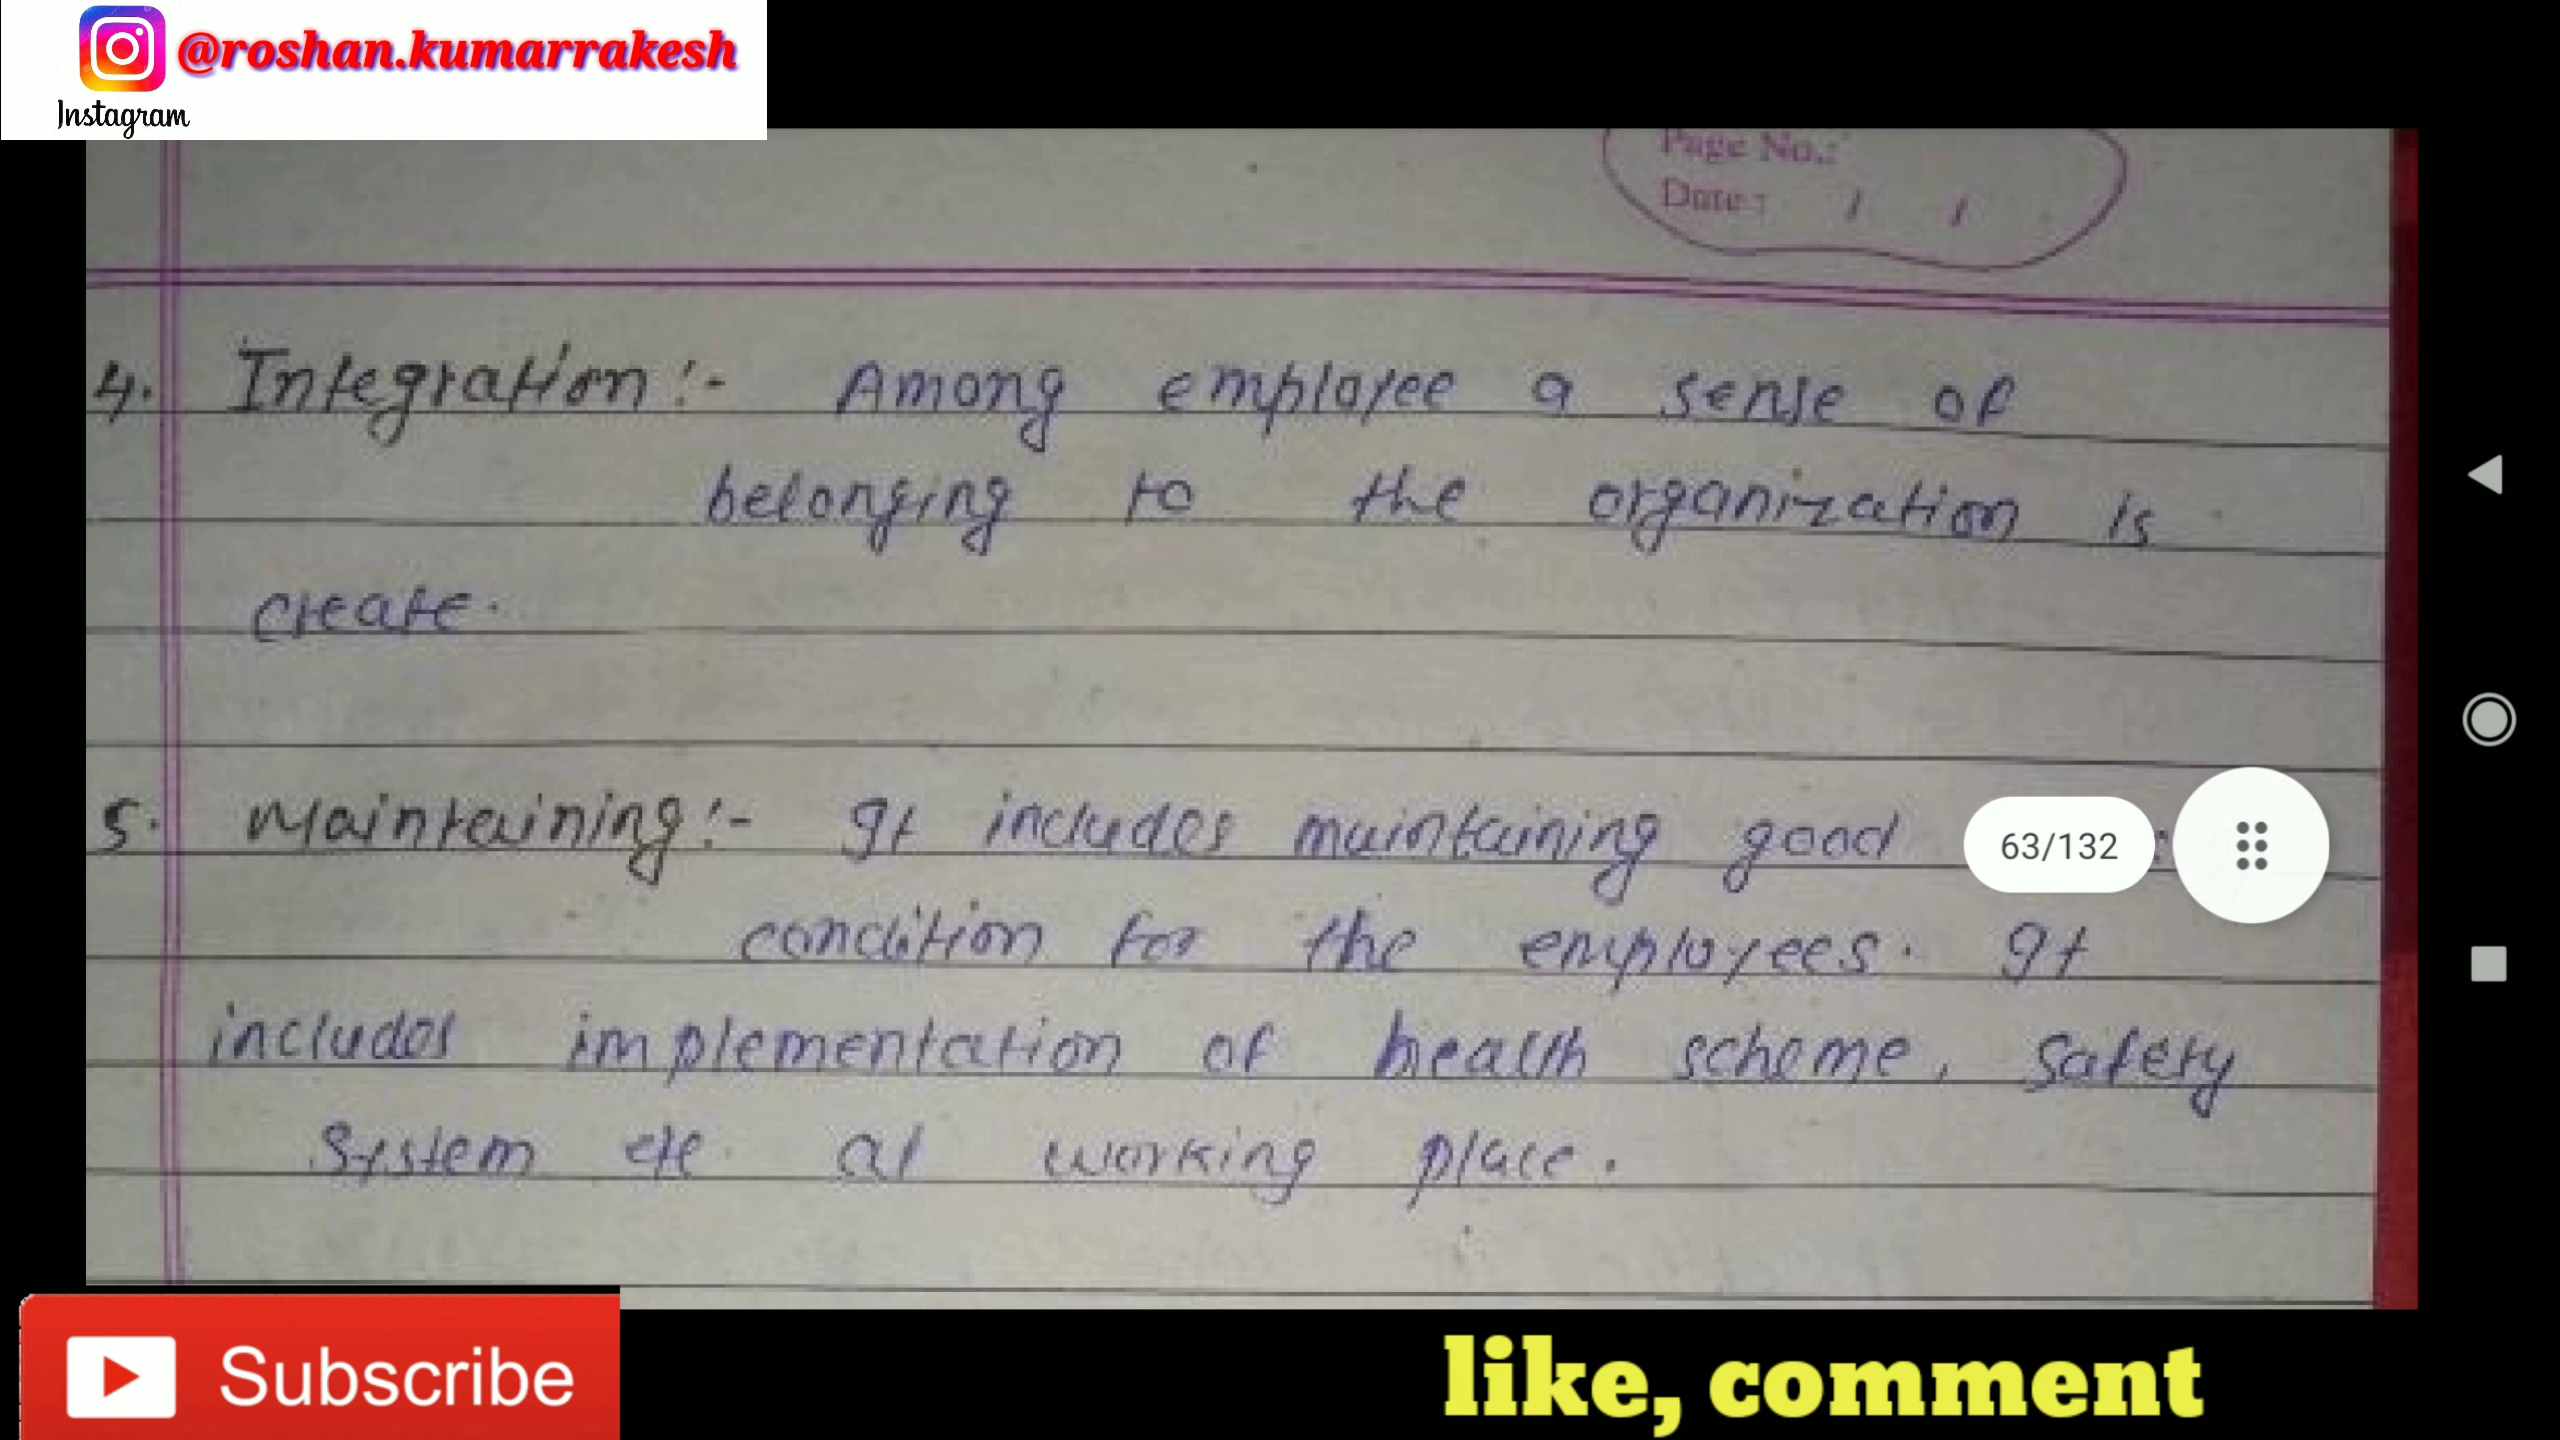 @roshan.kumarrakesh
Instagram
Page No.:
Date: / /
4. Integration:- Among employee a sense of
belonging to the organization is
create.
5. Maintaining:- It includes maintaining good
63/132
condition for the employees. It
includes implementation of health scheme, safety
system etc. at working place.
Subscribe
like, comment